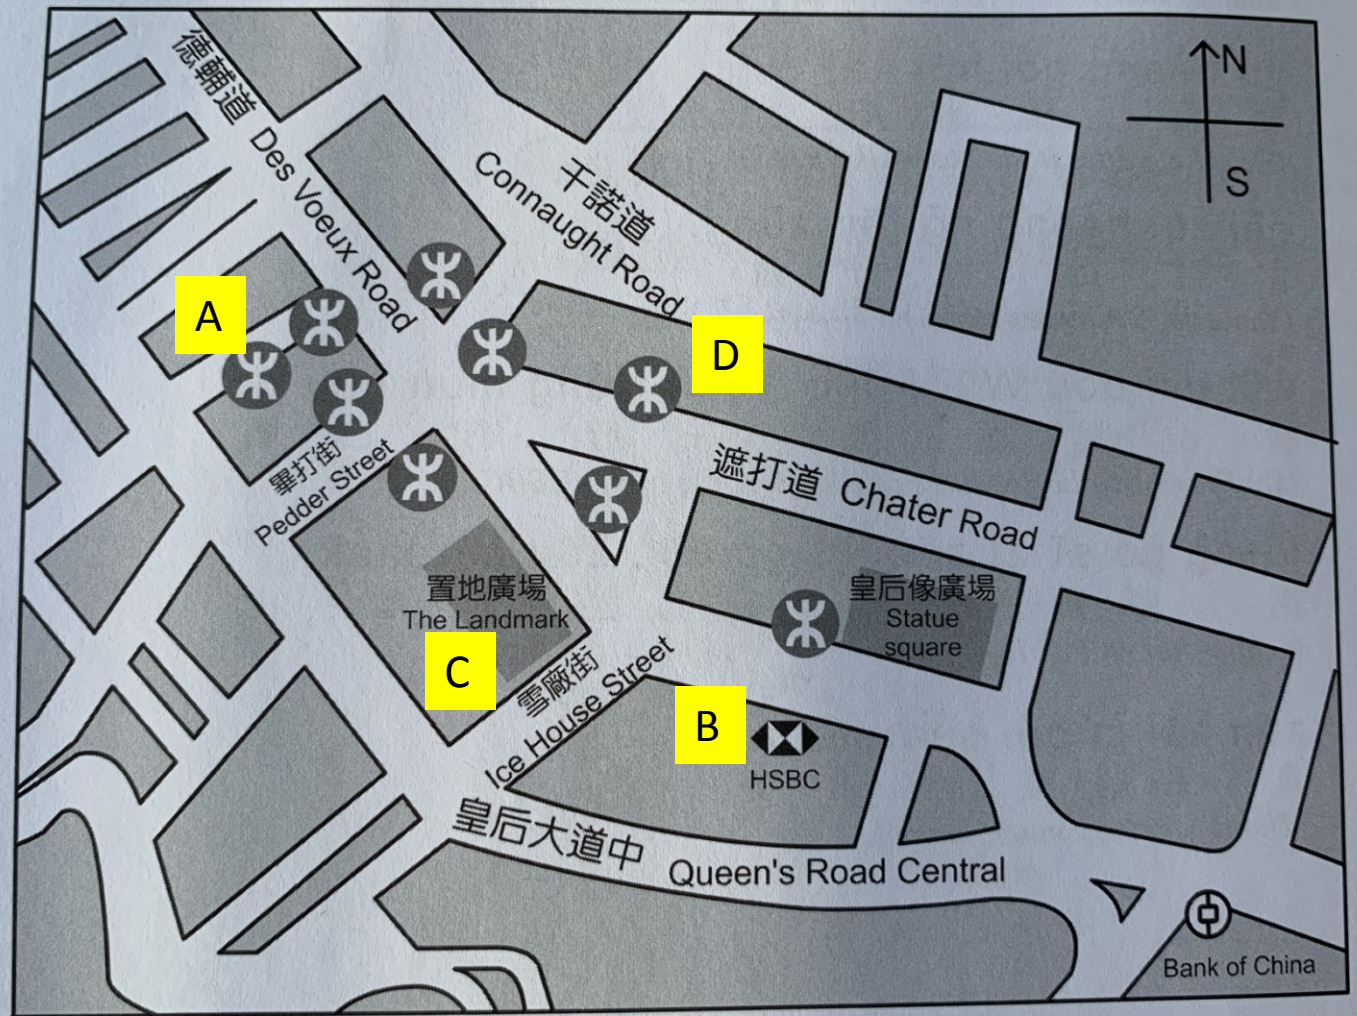 德輔道 Des Voeux Road
N
S
干諾道
Connaught Road
A
D
畢打街
Pedder Street
遮打道 Chater Road
置地廣場
The Landmark
皇后像廣場
Statue
square
C
雪廠街
Ice House Street
B
HSBC
皇后大道中 Queen's Road Central
Bank of China